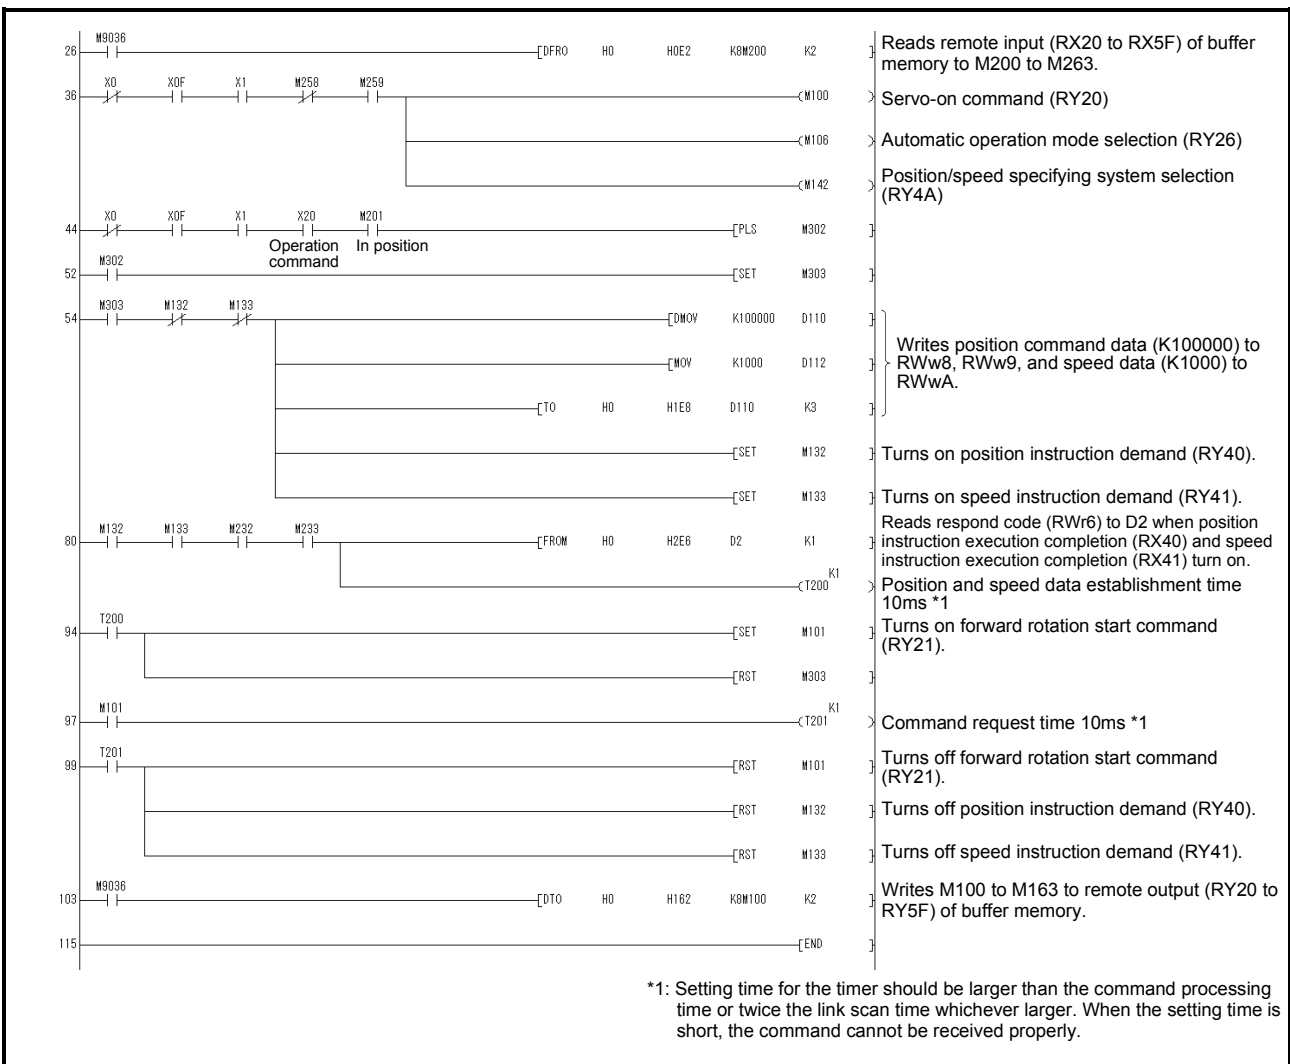 M9036
26 [DFRO H0 H0E2 K8M200 K2 ] Reads remote input (RX20 to RX5F) of buffer
memory to M200 to M263.
X0 X0F X1 M258 M259
36 (M100 ) Servo-on command (RY20)
(M106 ) Automatic operation mode selection (RY26)
(M142 ) Position/speed specifying system selection
(RY4A)
X0 X0F X1 X20 M201
44 [PLS M302 ]
Operation In position
command
M302
52 [SET M303 ]
M303 M132 M133
54 [DMOV K100000 D110 ]
[MOV K1000 D112 ]
Writes position command data (K100000) to
RWw8, RWw9, and speed data (K1000) to
RWwA.
[TO H0 H1E8 D110 K3 ]
[SET M132 ] Turns on position instruction demand (RY40).
[SET M133 ] Turns on speed instruction demand (RY41).
M132 M133 M232 M233
80 [FROM H0 H2E6 D2 K1 ] Reads respond code (RWr6) to D2 when position
instruction execution completion (RX40) and speed
instruction execution completion (RX41) turn on.
K1
(T200 ) Position and speed data establishment time
10ms *1
T200
94 [SET M101 ] Turns on forward rotation start command
(RY21).
[RST M303 ]
M101 K1
97 (T201 ) Command request time 10ms *1
T201
99 [RST M101 ] Turns off forward rotation start command
(RY21).
[RST M132 ] Turns off position instruction demand (RY40).
[RST M133 ] Turns off speed instruction demand (RY41).
M9036
103 [DTO H0 H162 K8M100 K2 ] Writes M100 to M163 to remote output (RY20 to
RY5F) of buffer memory.
115 [END ]
*1: Setting time for the timer should be larger than the command processing
time or twice the link scan time whichever larger. When the setting time is
short, the command cannot be received properly.